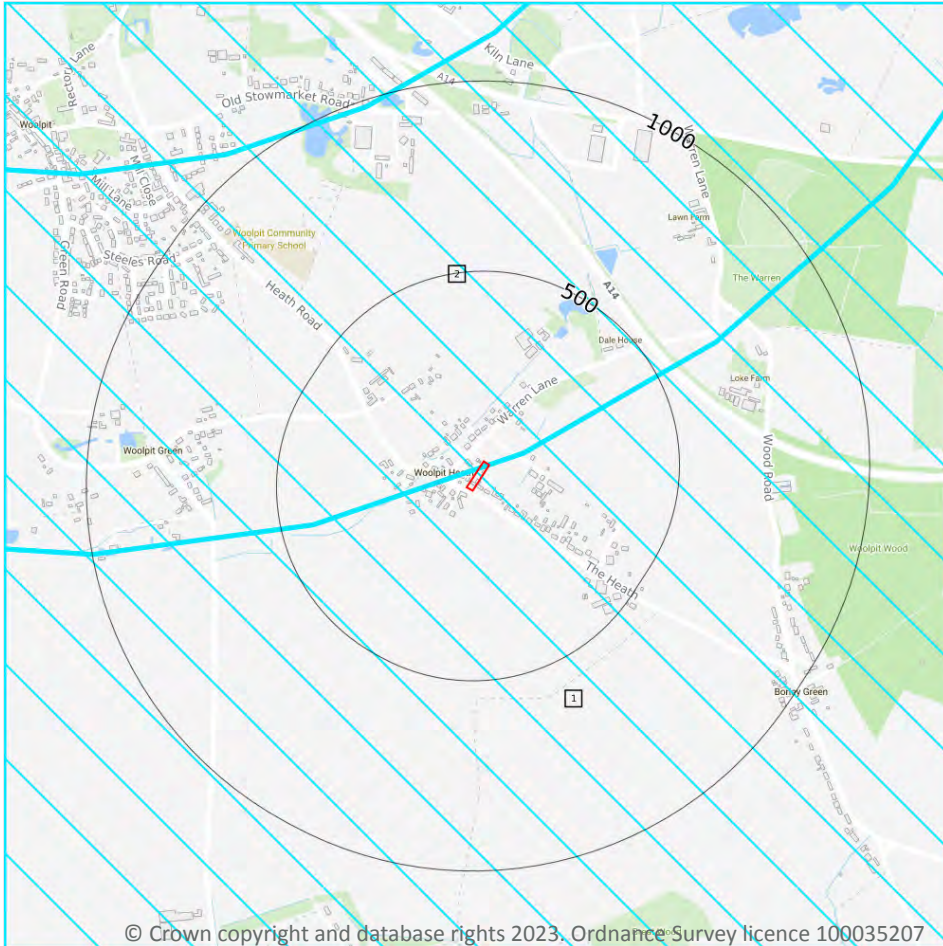 Kiln Lane
A14
Rectory Lane
Old Stowmarket Road
1000
Woolpit
Warren Lane
Mill Lane
Mur Close
Lawn Farm
Woolpit Community
Primary School
Green Road
Steeles Road
The Warren
2
500
A14
Heath Road
Dale House
Loke Farm
Warren Lane
Woolpit Green
Wood Road
Woolpit
Woolpit Wood
The Heath
Borley Green
1
© Crown copyright and database rights 2023. Ordnance Survey licence 100035207